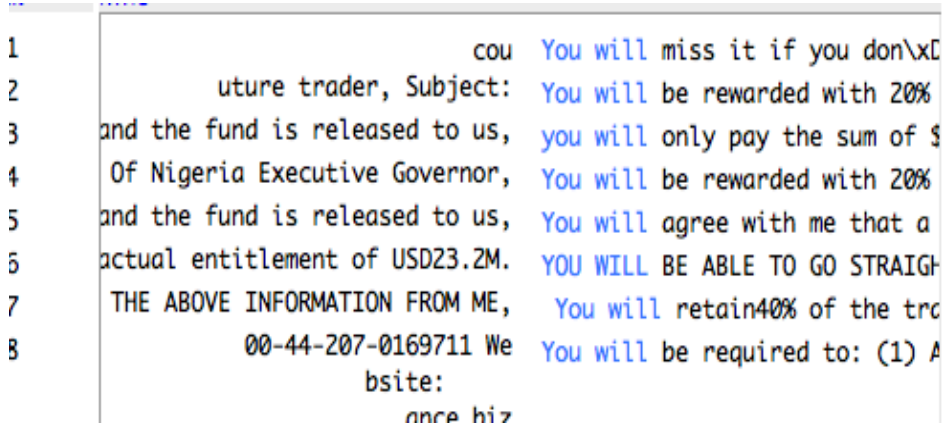 1 cou You will miss it if you don\x
2 uture trader, Subject: You will be rewarded with 20%
3 and the fund is released to us, you will only pay the sum of $
4 Of Nigeria Executive Governor, You will be rewarded with 20%
5 and the fund is released to us, You will agree with me that a
6 actual entitlement of USD23.2M. YOU WILL BE ABLE TO GO
7 THE ABOVE INFORMATION FROM ME, You will retain40% of the
8 00-44-207-0169711 We You will be required to: (1) A
bsite:
ance biz